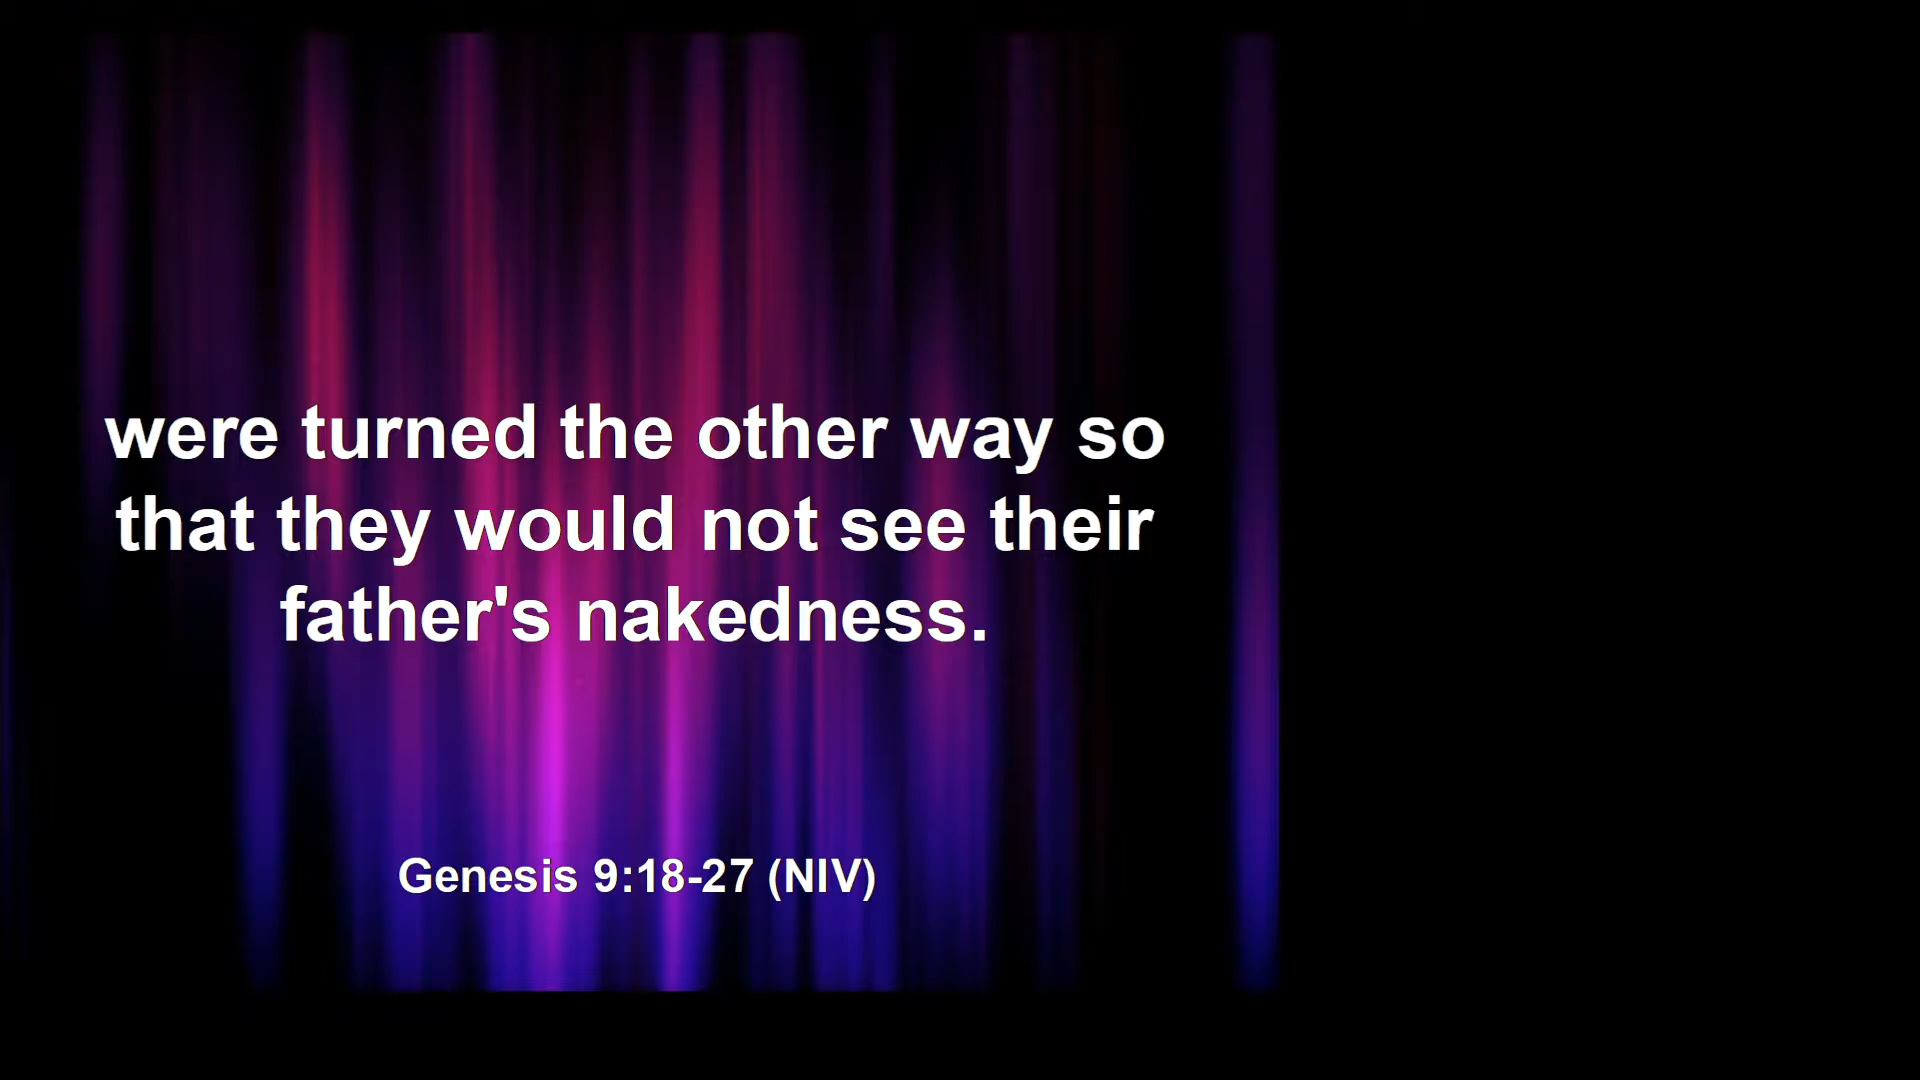 were turned the other way so
that they would not see their
father's nakedness.
Genesis 9:18-27 (NIV)